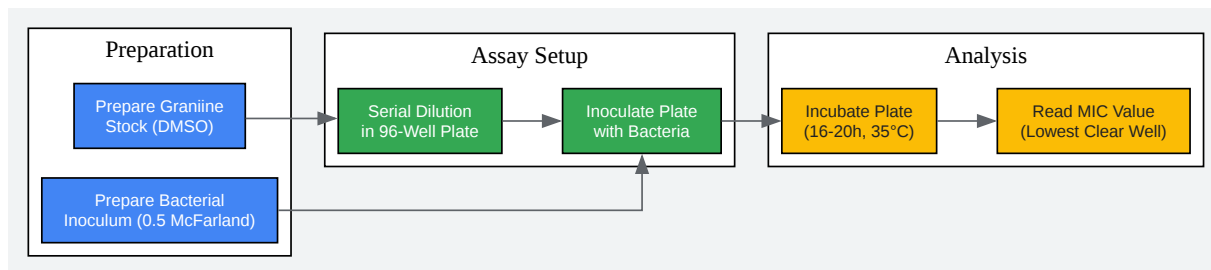 Preparation
Prepare Graniine
Stock (DMSO)
Prepare Bacterial
Inoculum (0.5 McFarland)
Assay Setup
Serial Dilution
in 96-Well Plate
Inoculate Plate
with Bacteria
Analysis
Incubate Plate
(16-20h, 35°C)
Read MIC Value
(Lowest Clear Well)